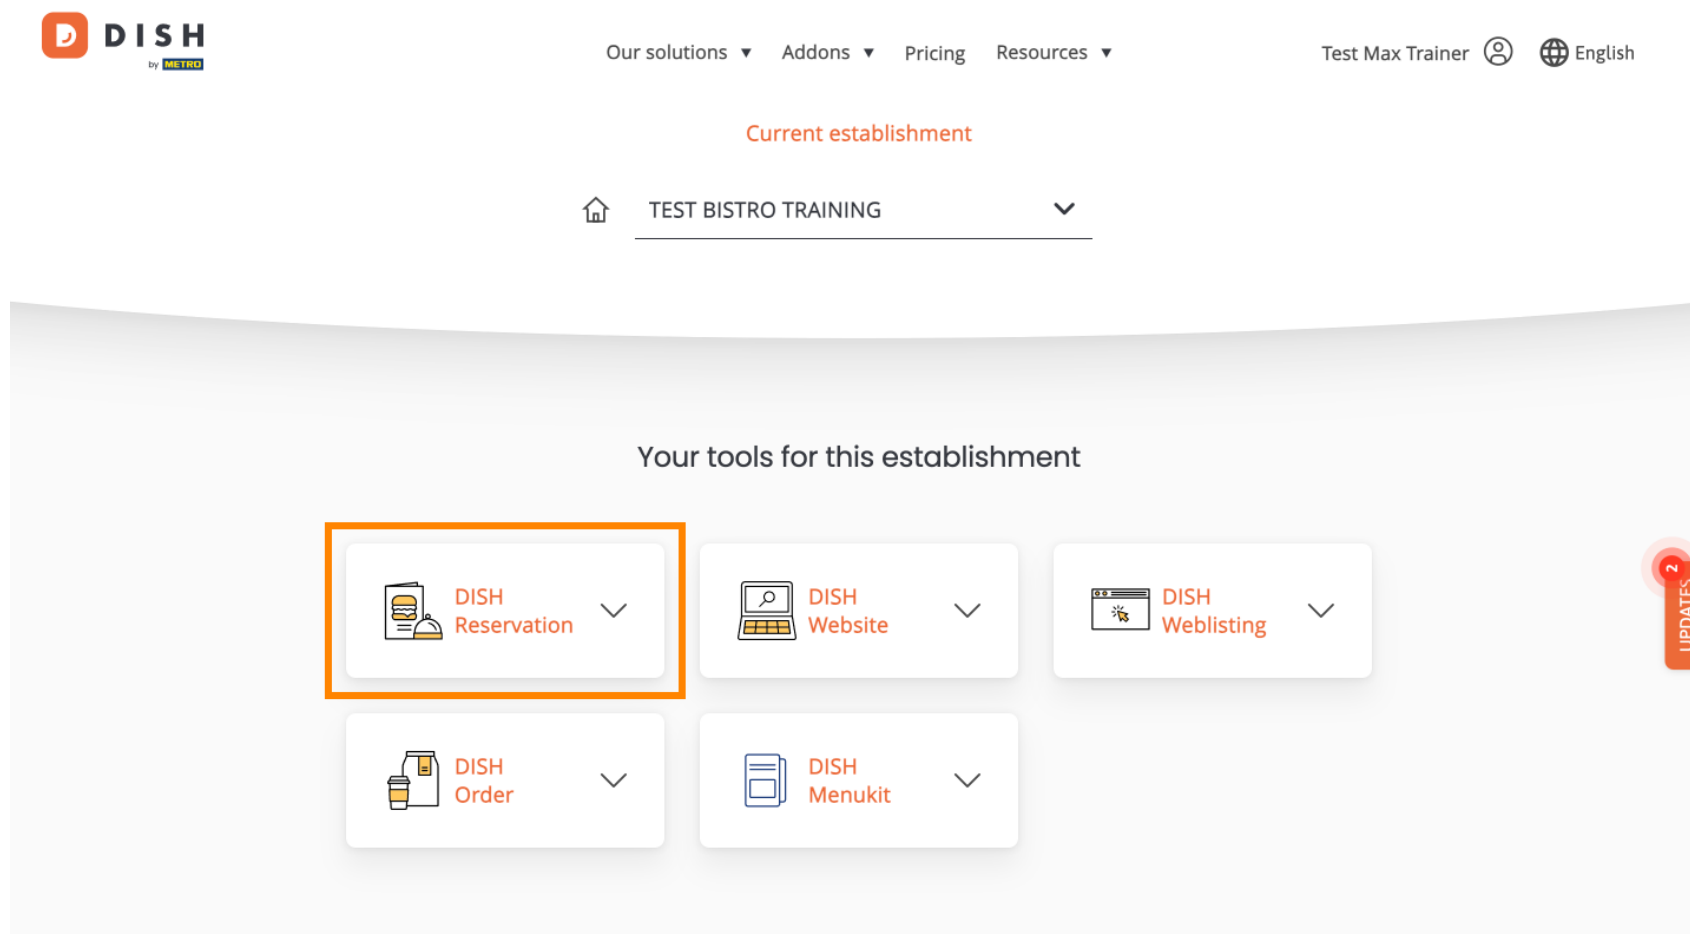 DISH
by METRO
Our solutions ▼ Addons ▼ Pricing Resources ▼ Test Max Trainer English
Current establishment
TEST BISTRO TRAINING
Your tools for this establishment
DISH
Reservation
DISH
Website
DISH
Weblisting
2
UPDATES
DISH
Order
DISH
Menukit